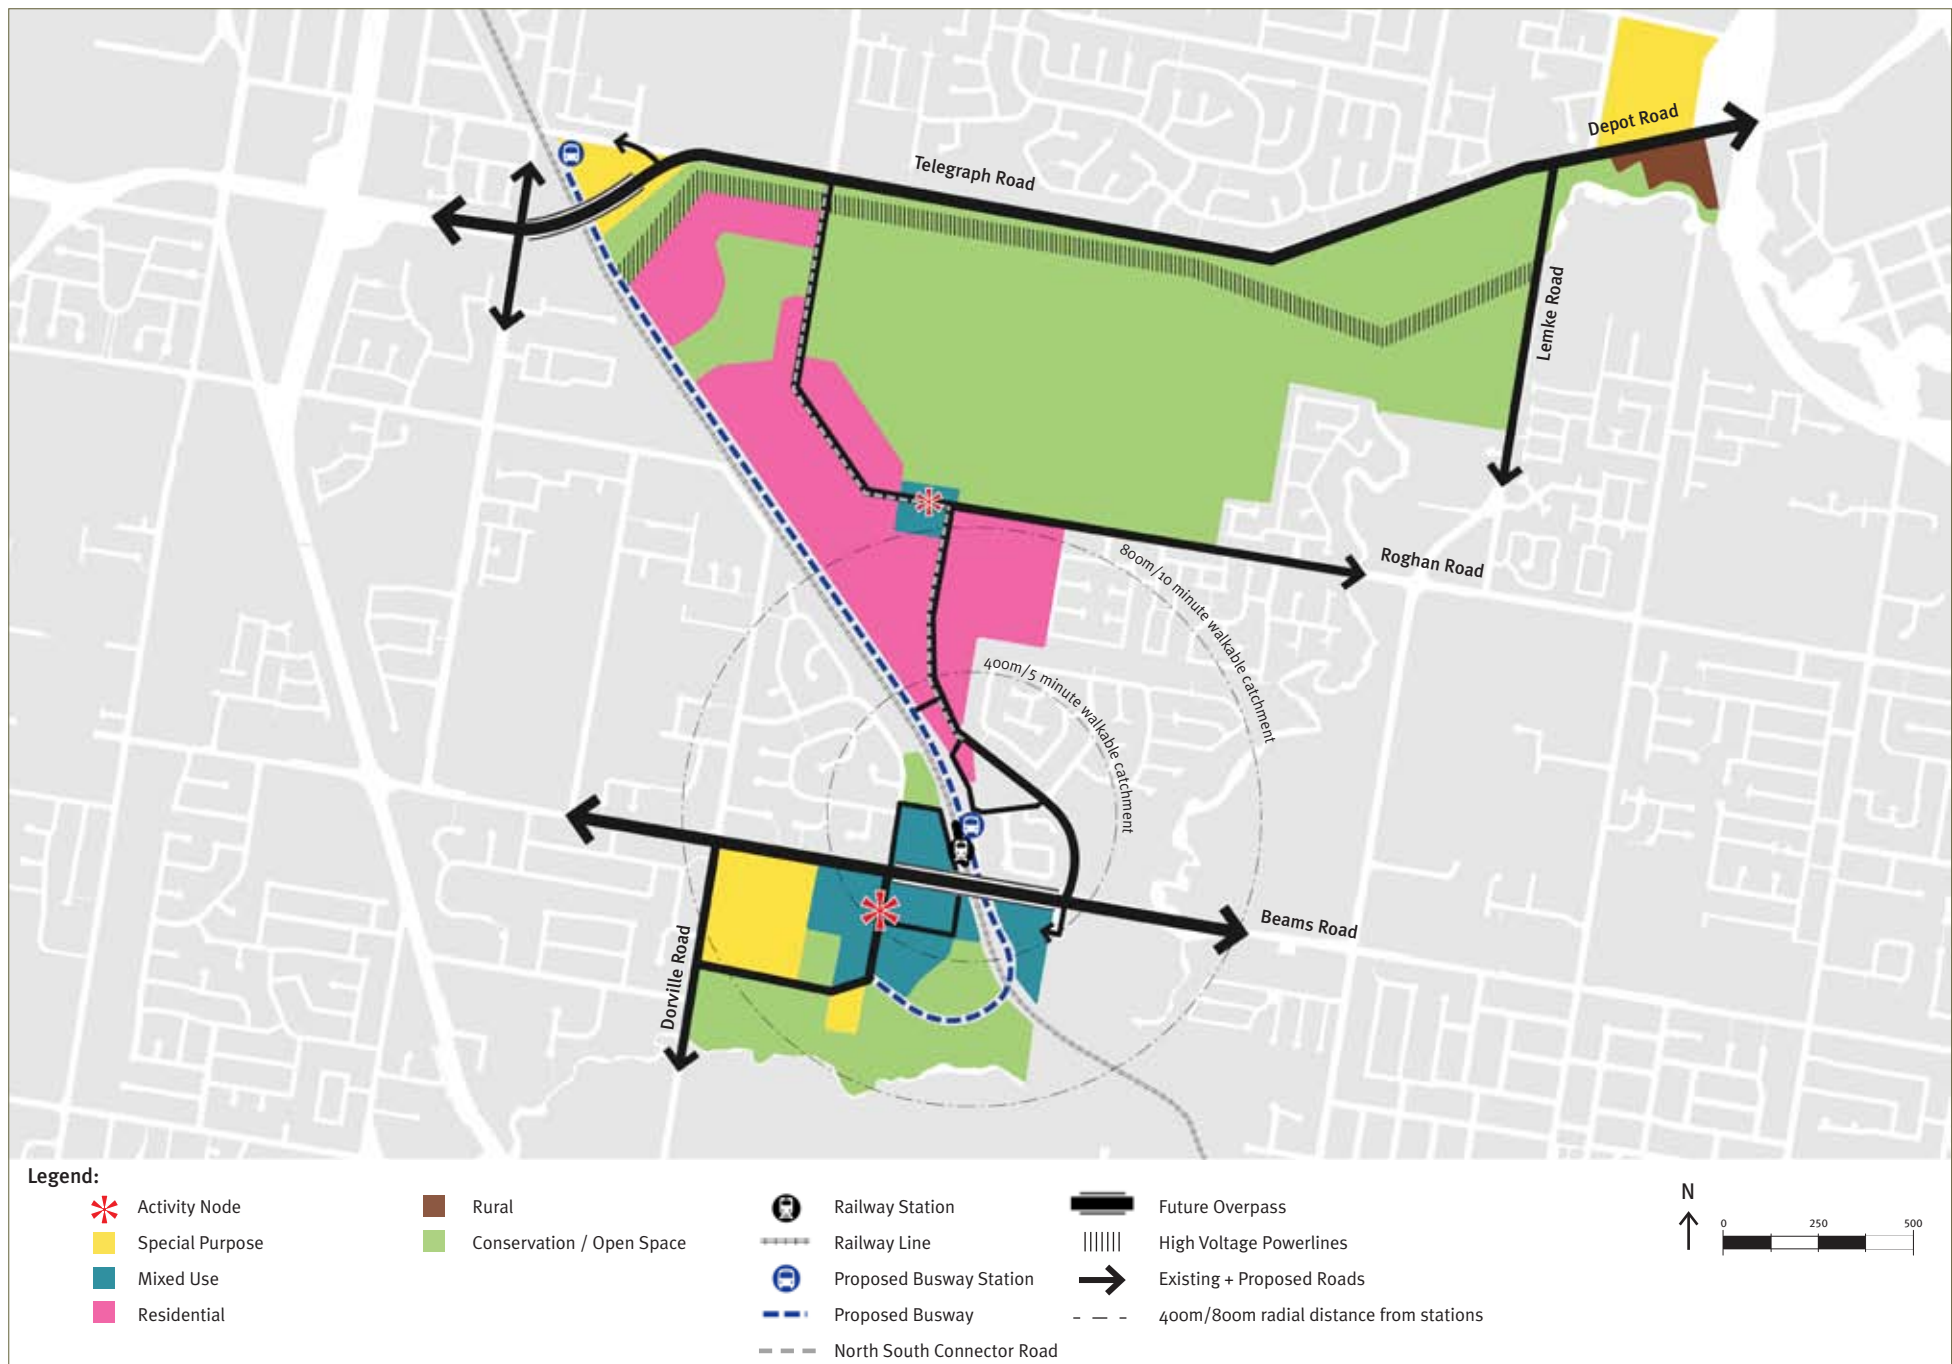 Depot Road
Telegraph Road
Lemke Road
Roghan Road
800m/10 minute walkable catchment
400m/5 minute walkable catchment
Beams Road
Dorville Road
Legend:
Activity Node
Special Purpose
Mixed Use
Residential
Rural
Conservation / Open Space
Railway Station
Railway Line
Proposed Busway Station
Proposed Busway
North South Connector Road
Future Overpass
High Voltage Powerlines
Existing + Proposed Roads
400m/800m radial distance from stations
N
0 250 500